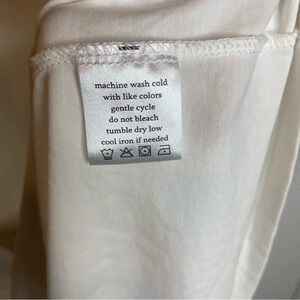 machine wash cold
with like colors
gentle cycle
do not bleach
tumble dry low
cool iron if needed